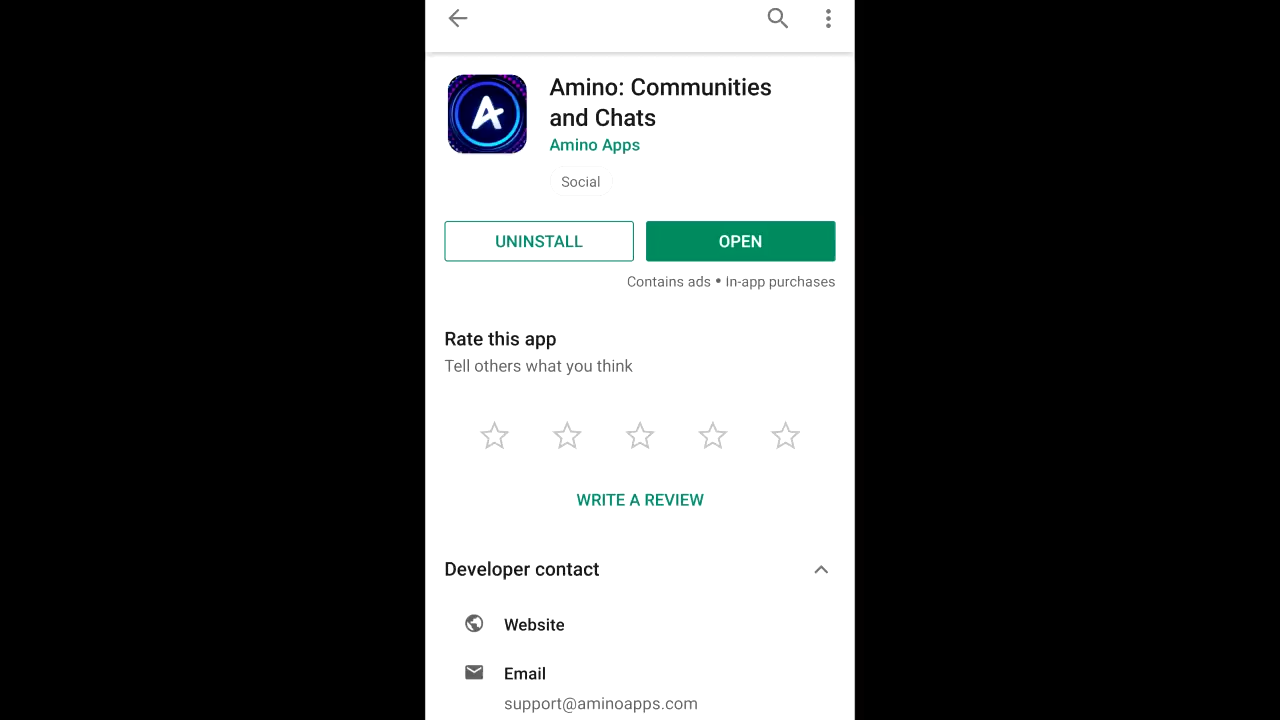 Amino: Communities
and Chats
Amino Apps
Social
UNINSTALL
OPEN
Contains ads • In-app purchases
Rate this app
Tell others what you think
WRITE A REVIEW
Developer contact
Website
Email
support@aminoapps.com